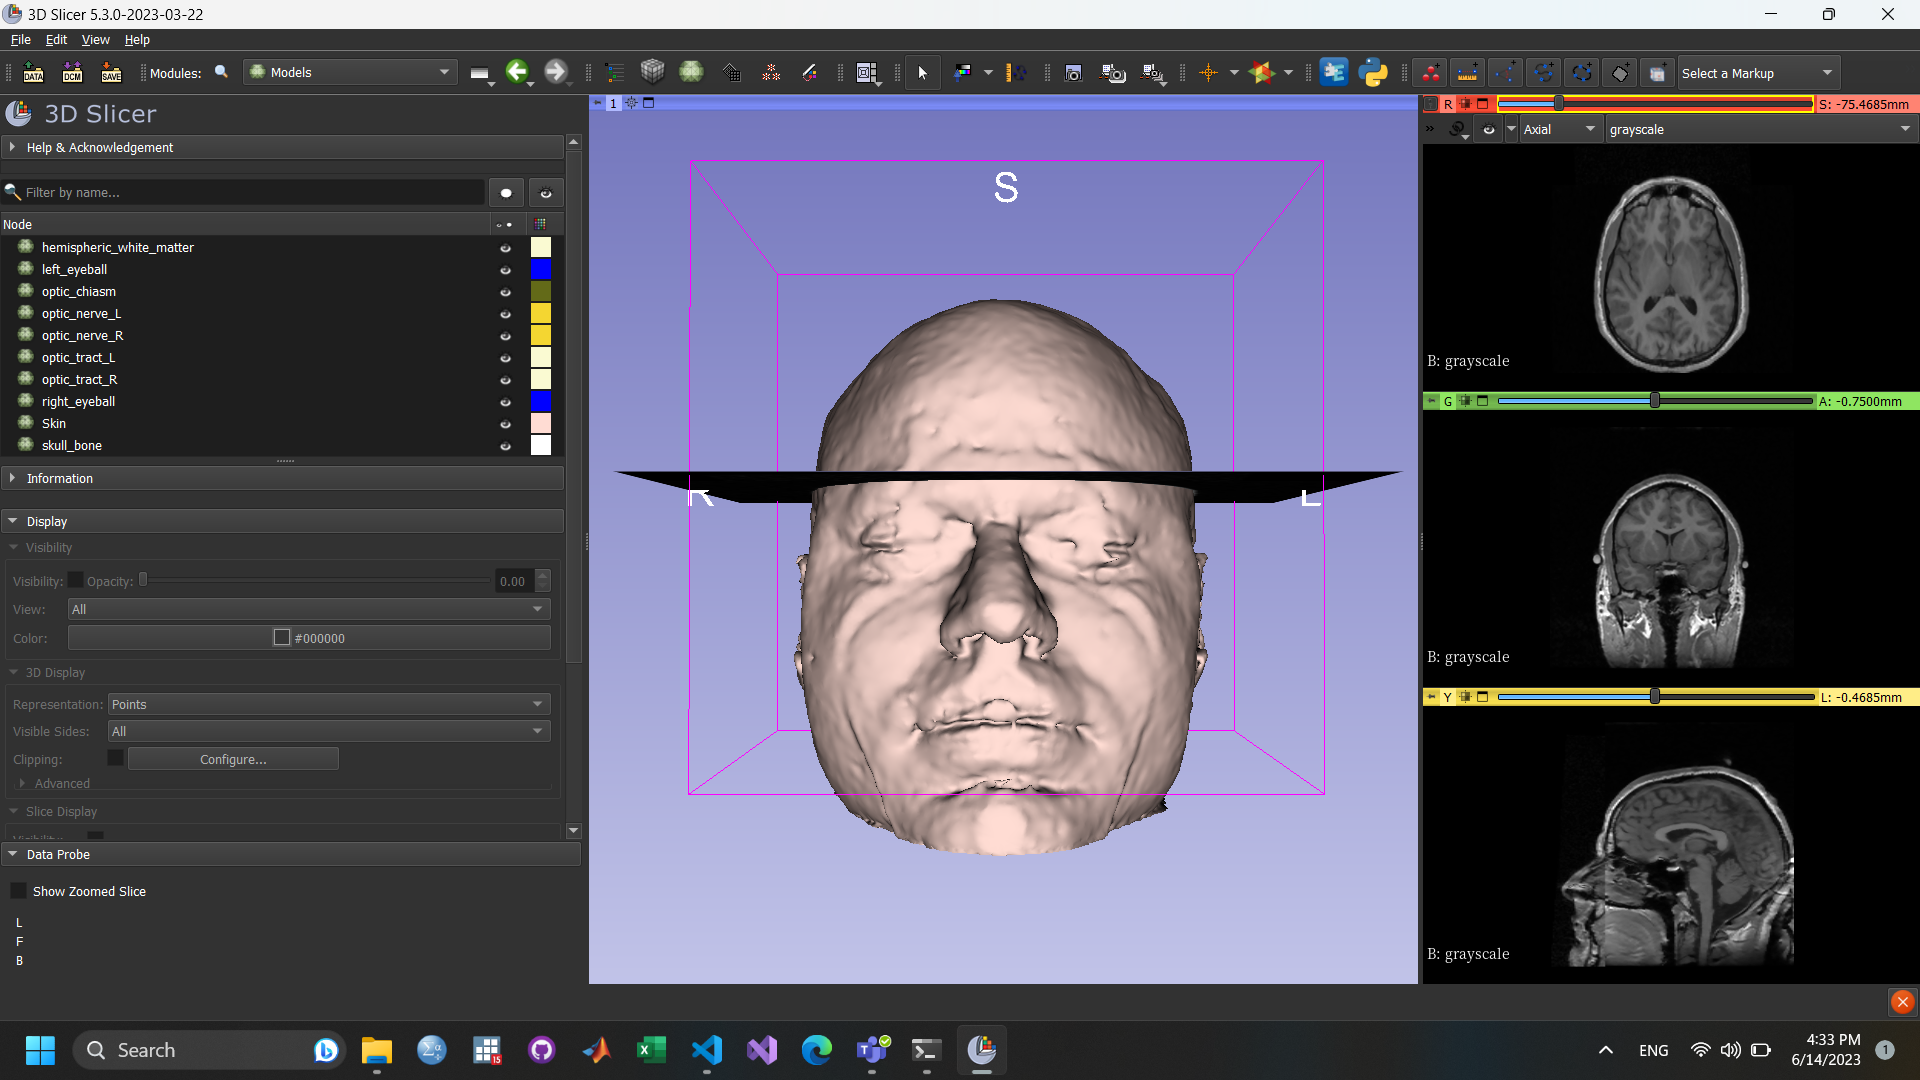 3D Slicer 5.3.0-2023-03-22
File Edit View Help
DATA DCM SAVE Modules: Models Select a Markup
3D Slicer
Help & Acknowledgement
Filter by name...
Node
hemispheric_white_matter
left_eyeball
optic_chiasm
optic_nerve_L
optic_nerve_R
optic_tract_L
optic_tract_R
right_eyeball
Skin
skull_bone
Information
Display
Visibility
Visibility: Opacity: 0.00
View: All
Color: #000000
3D Display
Representation: Points
Visible Sides: All
Clipping: Configure...
Advanced
Slice Display
Visibility:
Data Probe
Show Zoomed Slice
L
F
B
1
S
R L
R S: -75.4685mm
Axial grayscale
B: grayscale
G A: -0.7500mm
B: grayscale
Y L: -0.4685mm
B: grayscale
Search
15
ENG
4:33 PM
6/14/2023
1